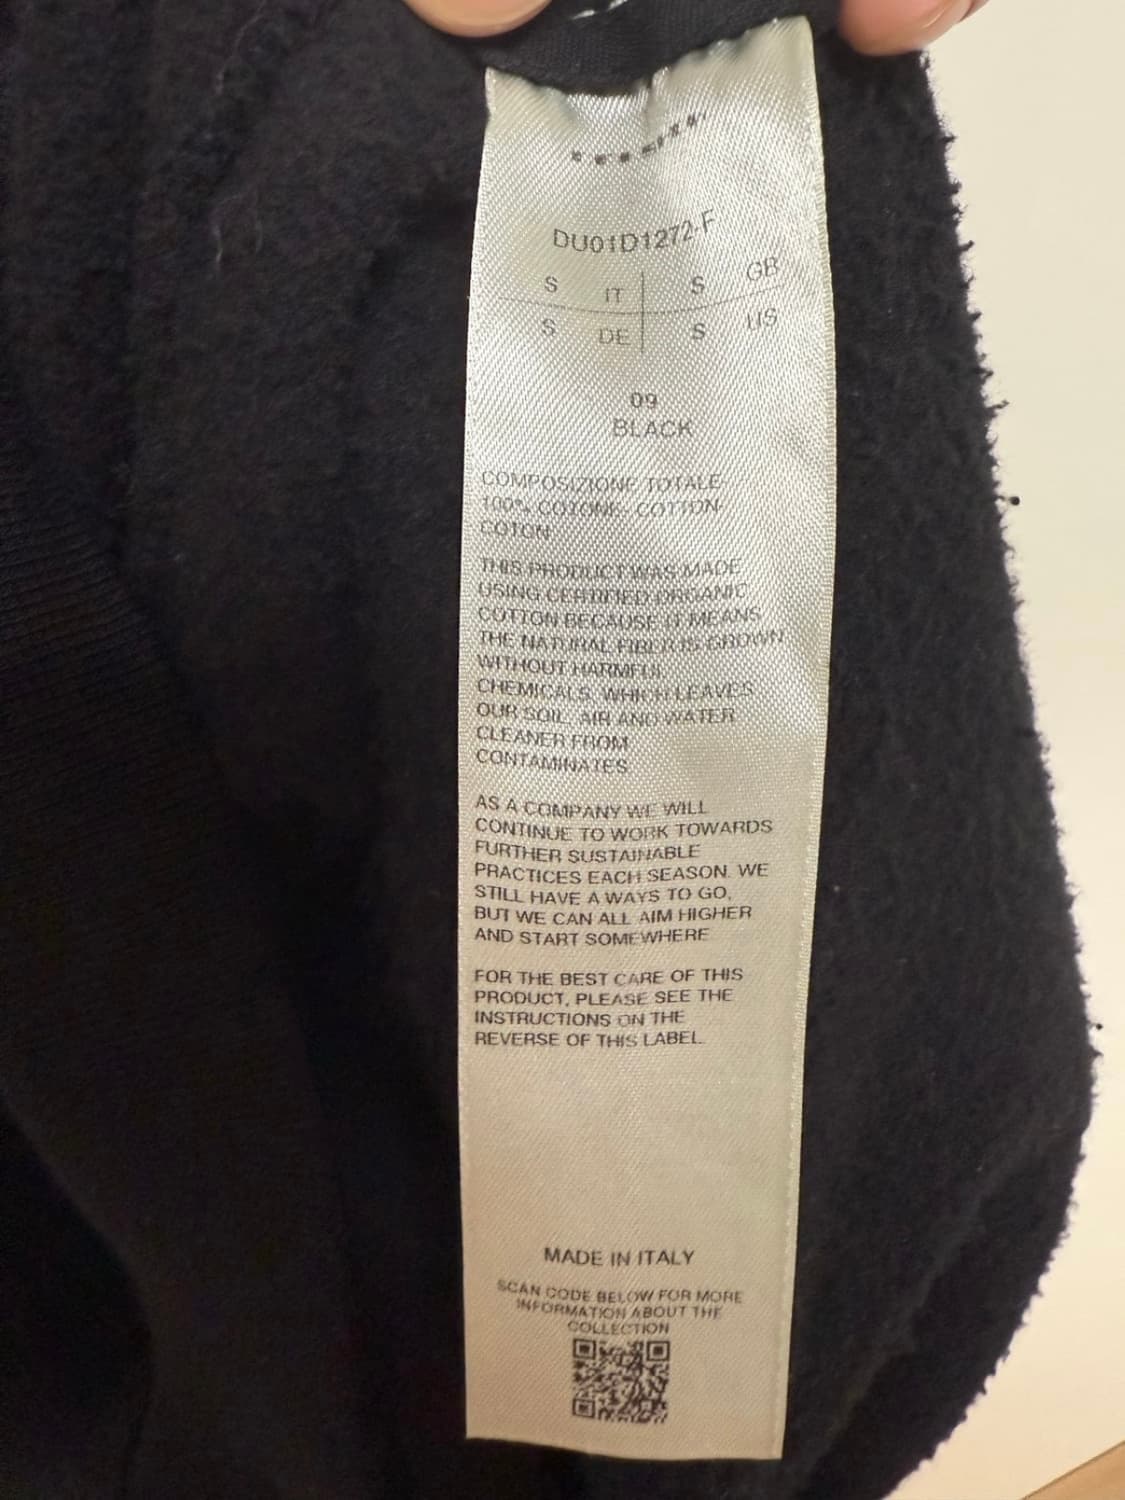 DU01D1272-F
S IT S GB
S DE S US
09
BLACK
COMPOSIZIONE TOTALE
100% COTONE- COTTON-
COTON
THIS PRODUCT WAS MADE
USING CERTIFIED ORGANIC
COTTON BECAUSE IT MEANS
THE NATURAL FIBER IS GROWN
WITHOUT HARMFUL
CHEMICALS, WHICH LEAVES
OUR SOIL, AIR AND WATER
CLEANER FROM
CONTAMINATES.
AS A COMPANY WE WILL
CONTINUE TO WORK TOWARDS
FURTHER SUSTAINABLE
PRACTICES EACH SEASON. WE
STILL HAVE A WAYS TO GO,
BUT WE CAN ALL AIM HIGHER
AND START SOMEWHERE.
FOR THE BEST CARE OF THIS
PRODUCT, PLEASE SEE THE
INSTRUCTIONS ON THE
REVERSE OF THIS LABEL.
MADE IN ITALY
SCAN CODE BELOW FOR MORE
INFORMATION ABOUT THE
COLLECTION